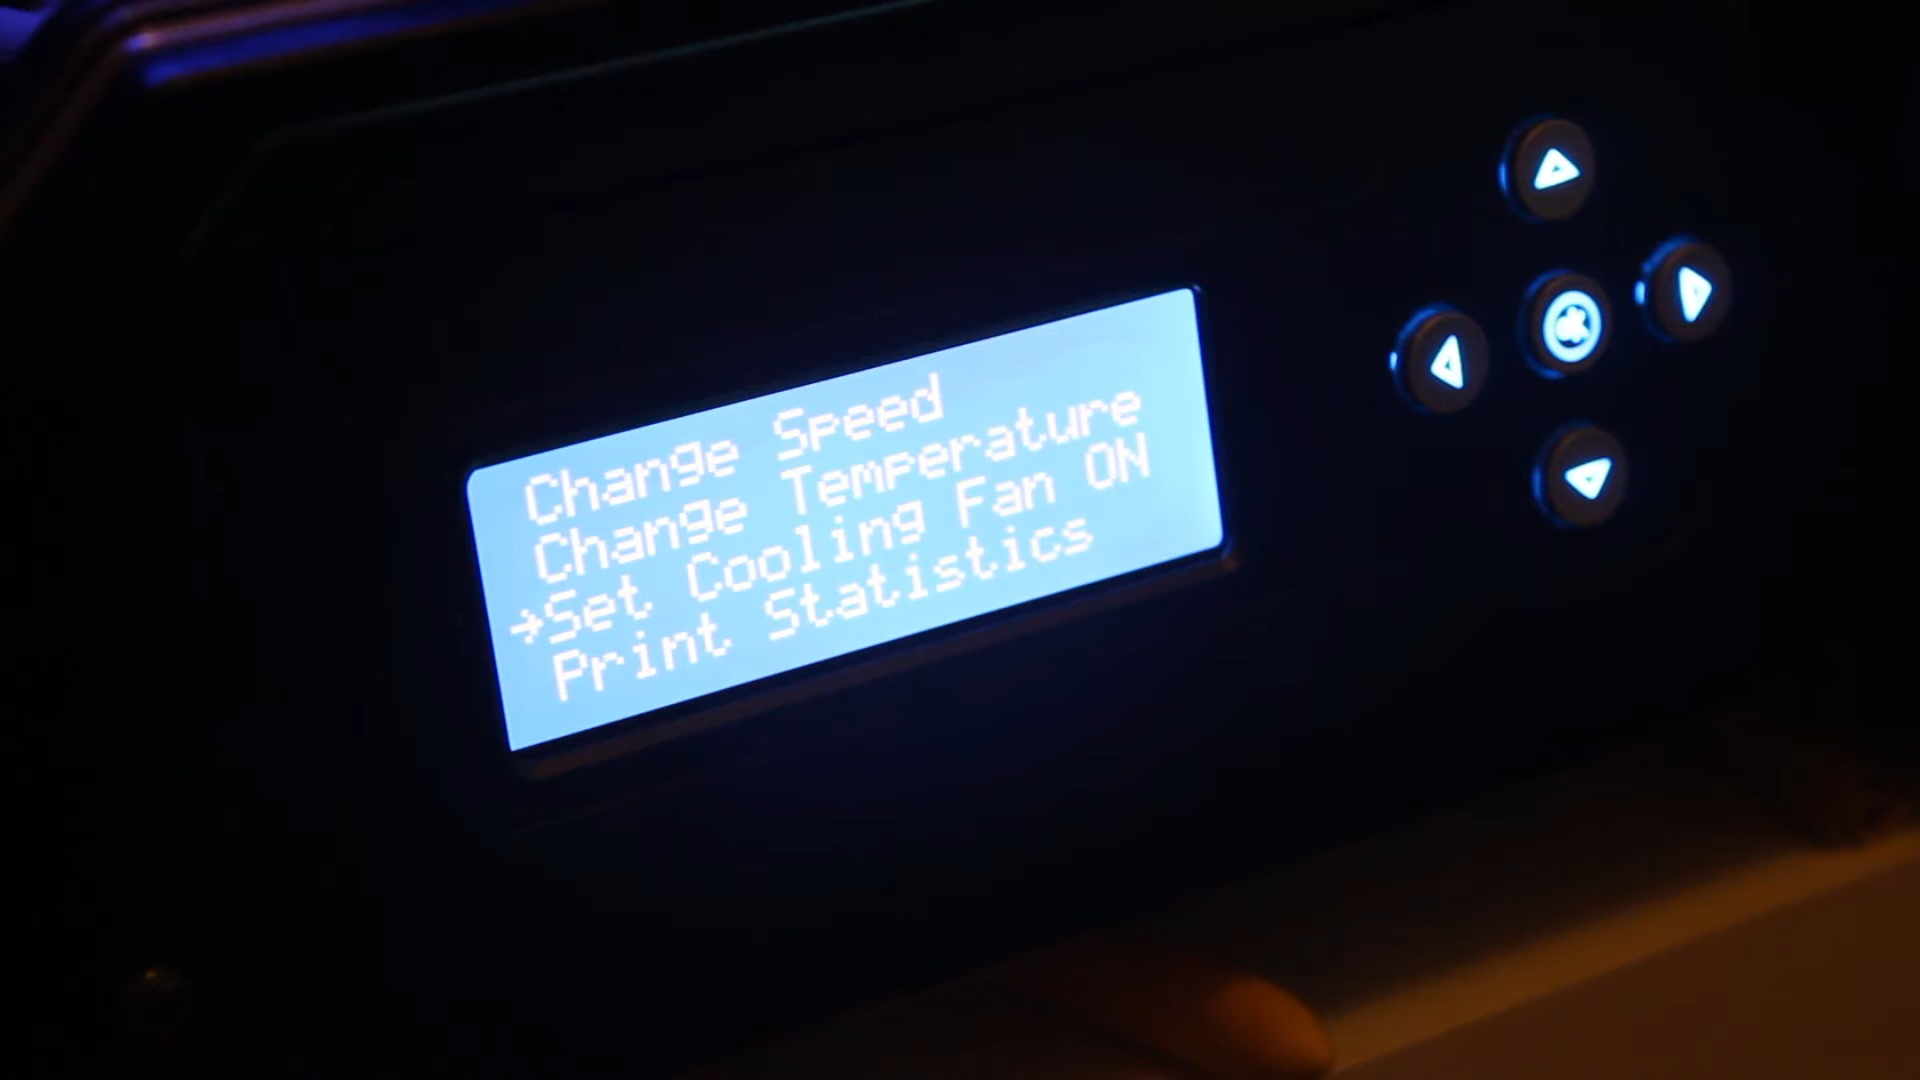 Change Speed
Change Temperature
→Set Cooling Fan ON
Print Statistics